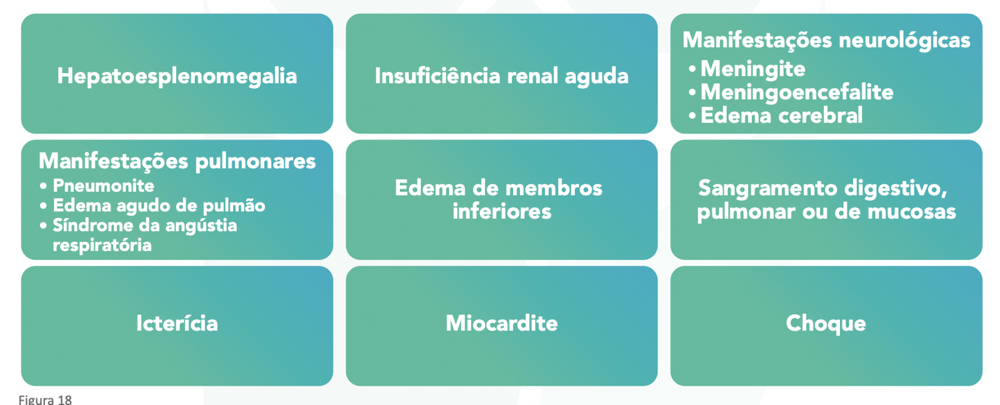 Hepatoesplenomegalia
Insuficiência renal aguda
Manifestações neurológicas
• Meningite
• Meningoencefalite
• Edema cerebral
Manifestações pulmonares
• Pneumonite
• Edema agudo de pulmão
• Síndrome da angústia
respiratória
Edema de membros
inferiores
Sangramento digestivo,
pulmonar ou de mucosas
Icterícia
Miocardite
Choque
Figura 18